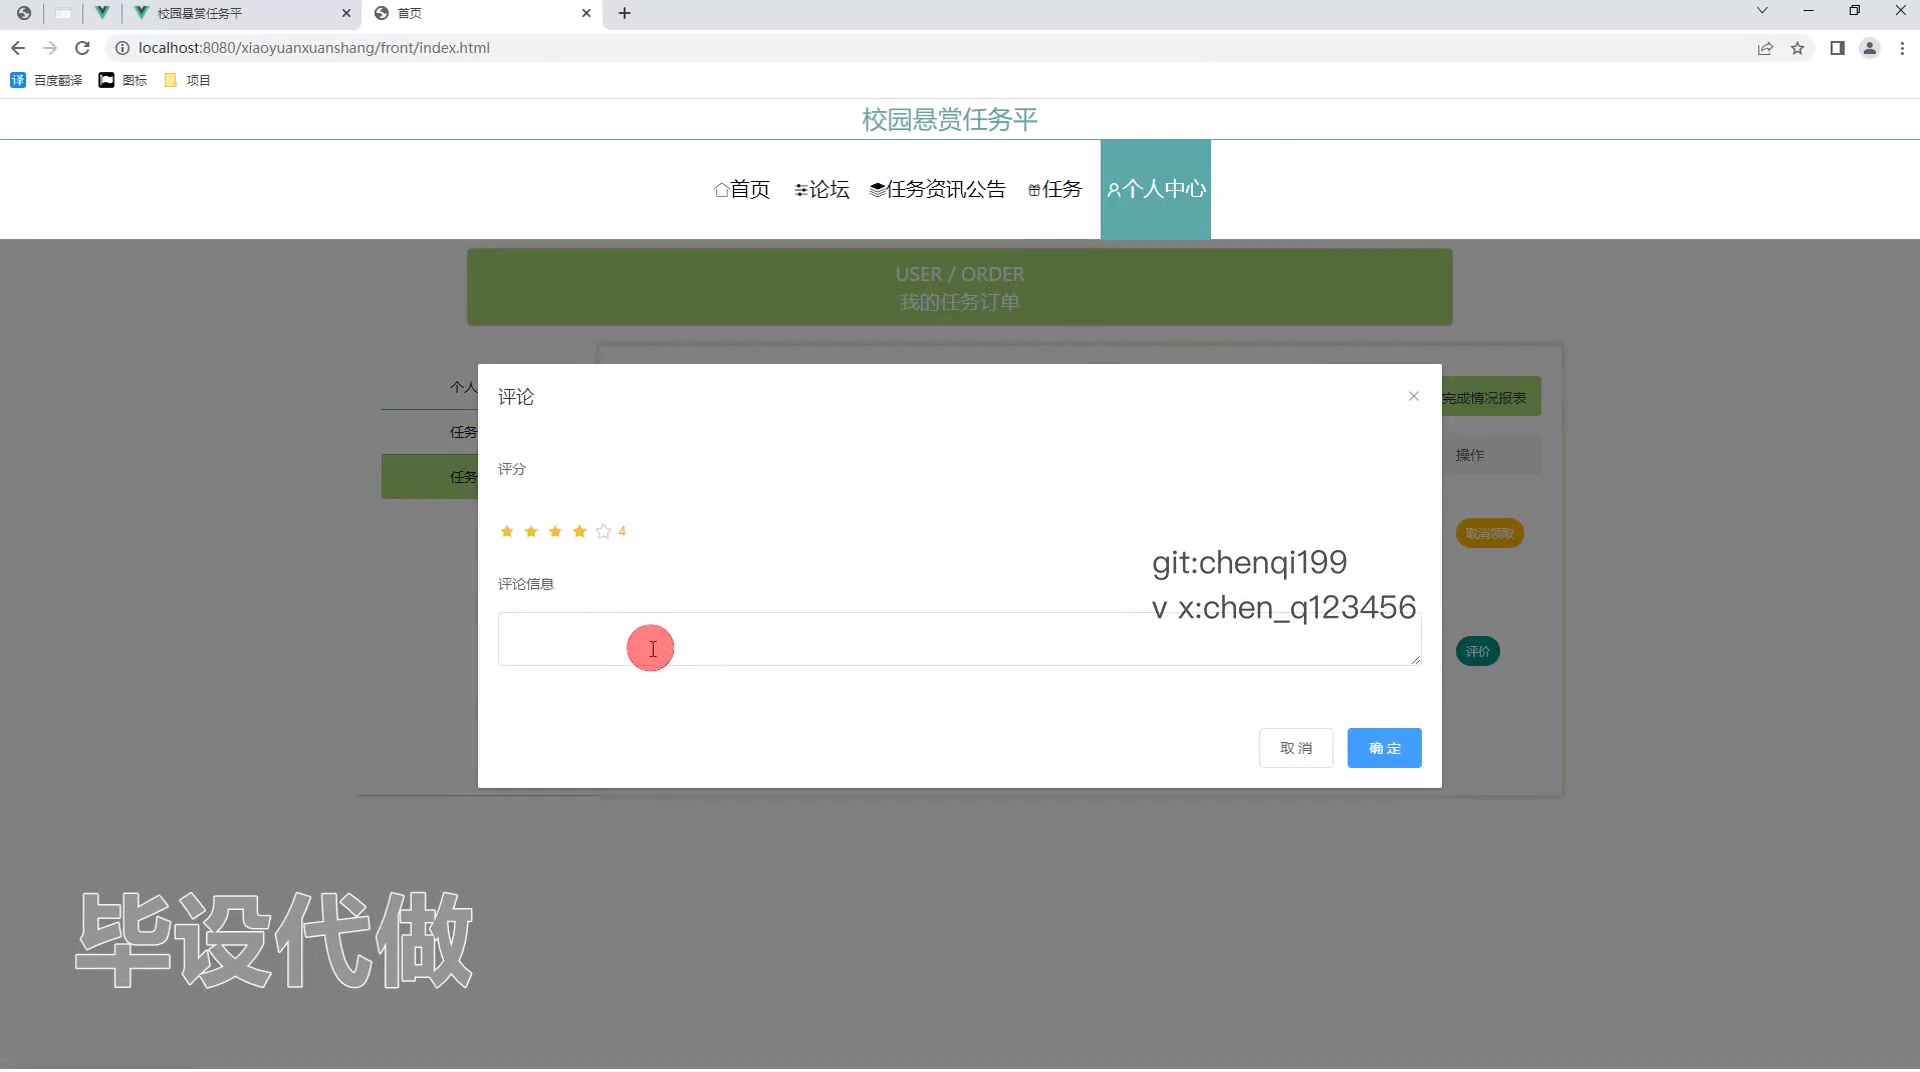 校园悬赏任务平
首页
localhost:8080/xiaoyuanxuanshang/front/index.html
百度翻译
图标
项目
校园悬赏任务平
首页
论坛
任务资讯公告
任务
个人中心
USER / ORDER
我的任务订单
个人
任务
任务
完成情况报表
操作
取消领取
评价
评论
评分
4
评论信息
git:chenqi199
v x:chen_q123456
取消
确定
毕设代做